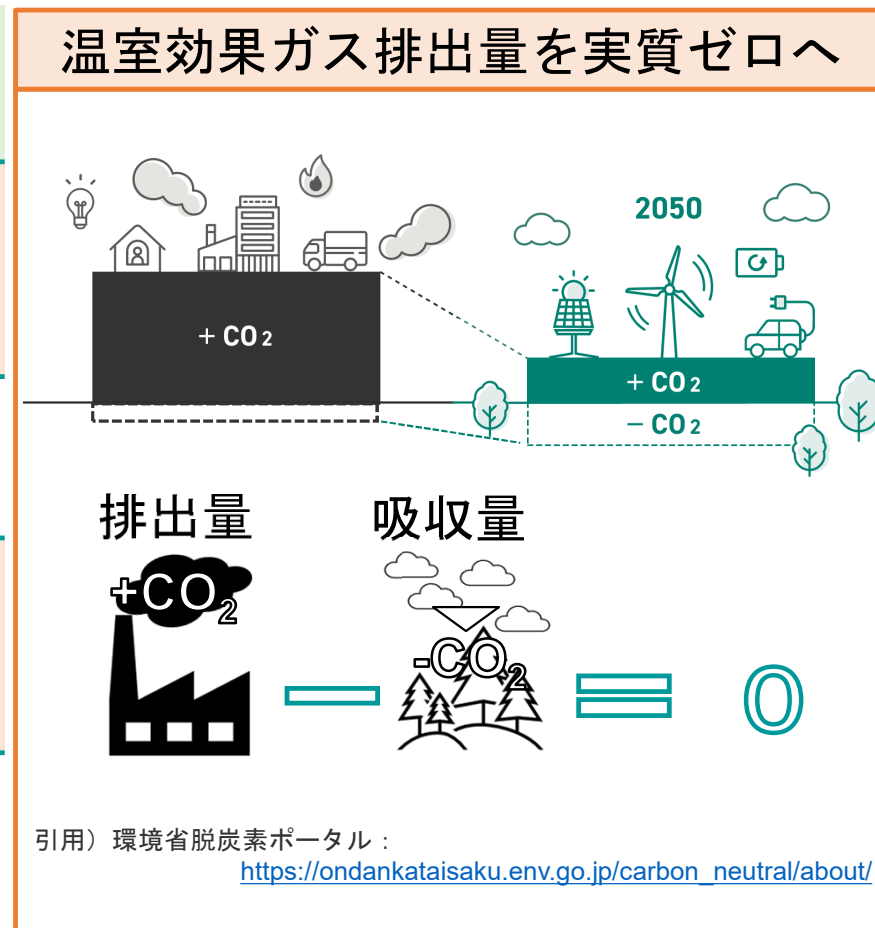 温室効果ガス排出量を実質ゼロへ
2050
+ CO2
+ CO2
− CO2
排出量 吸収量
+CO2
-CO2
0
引用）環境省脱炭素ポータル：
https://ondankataisaku.env.go.jp/carbon_neutral/about/